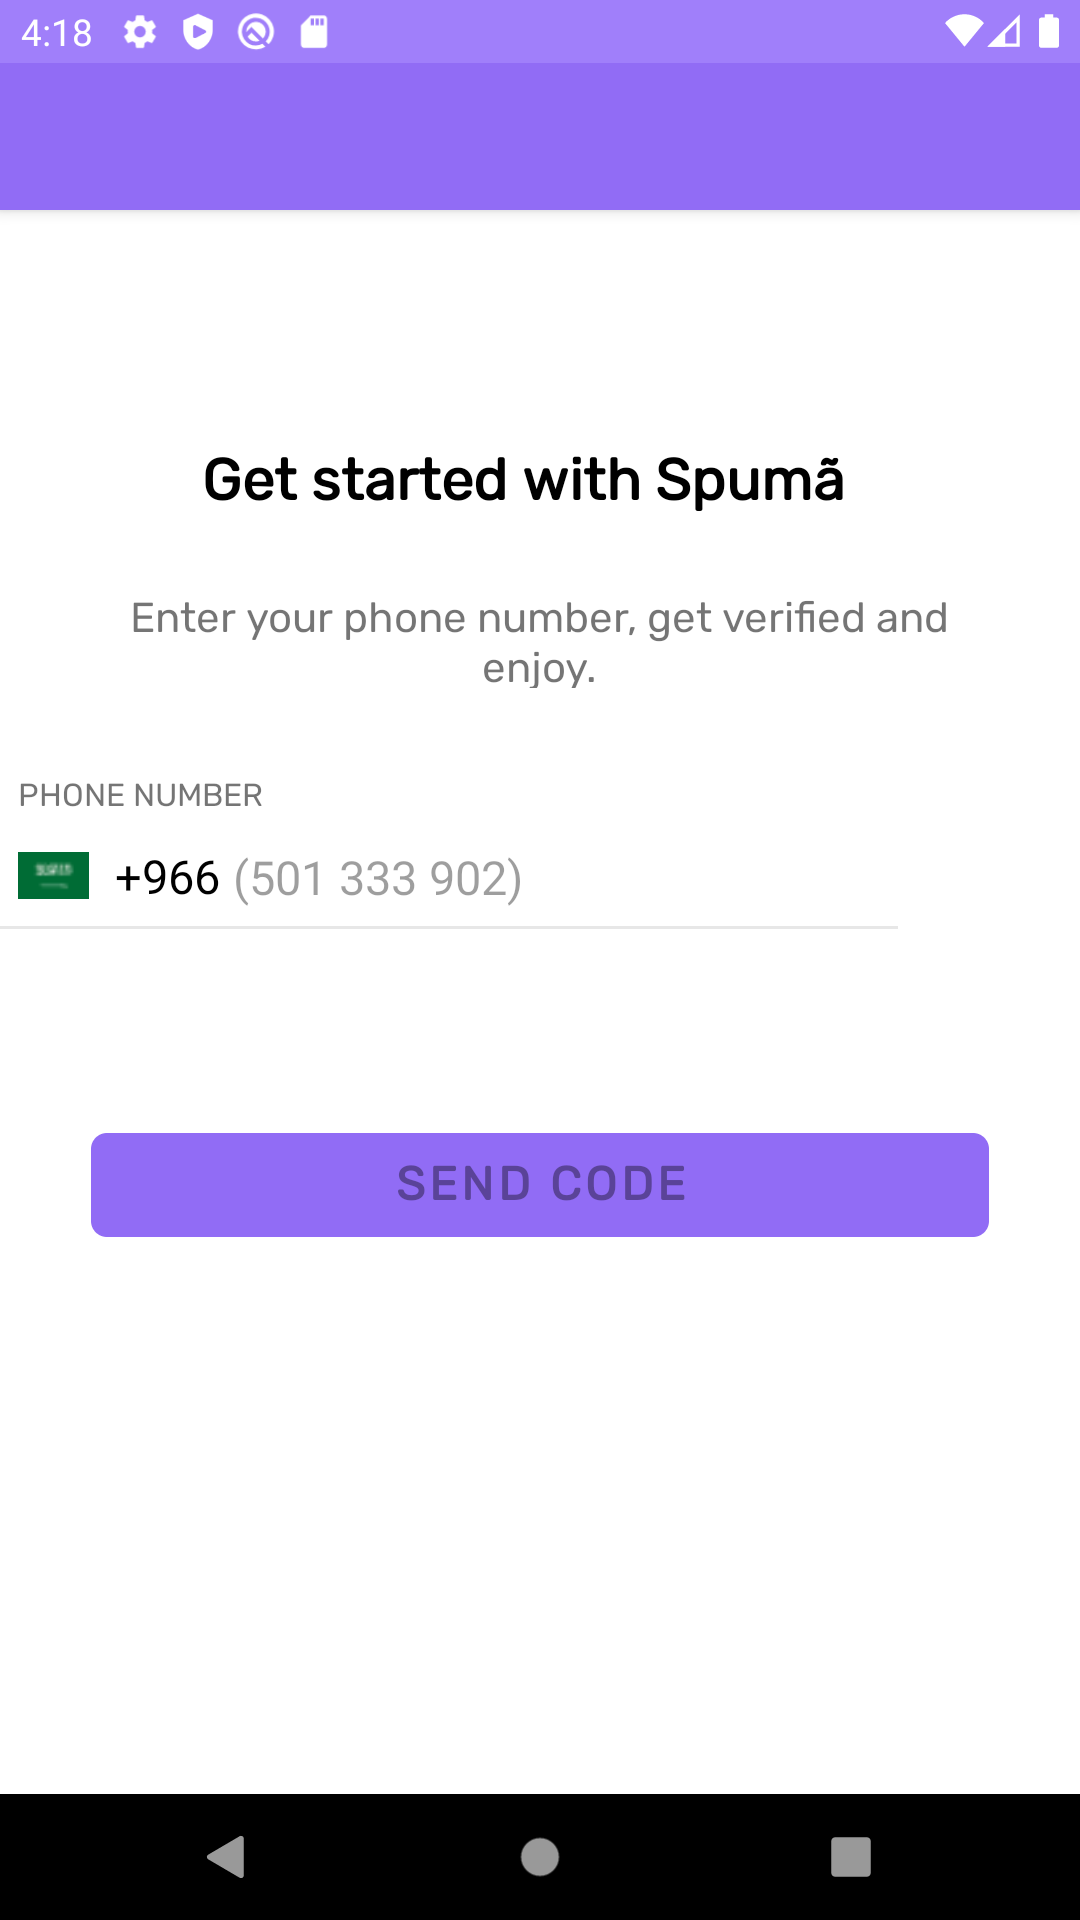 4:18
Get started with Spumã
Enter your phone number, get verified and
enjoy.
PHONE NUMBER
+966 (501 333 902)
SEND CODE